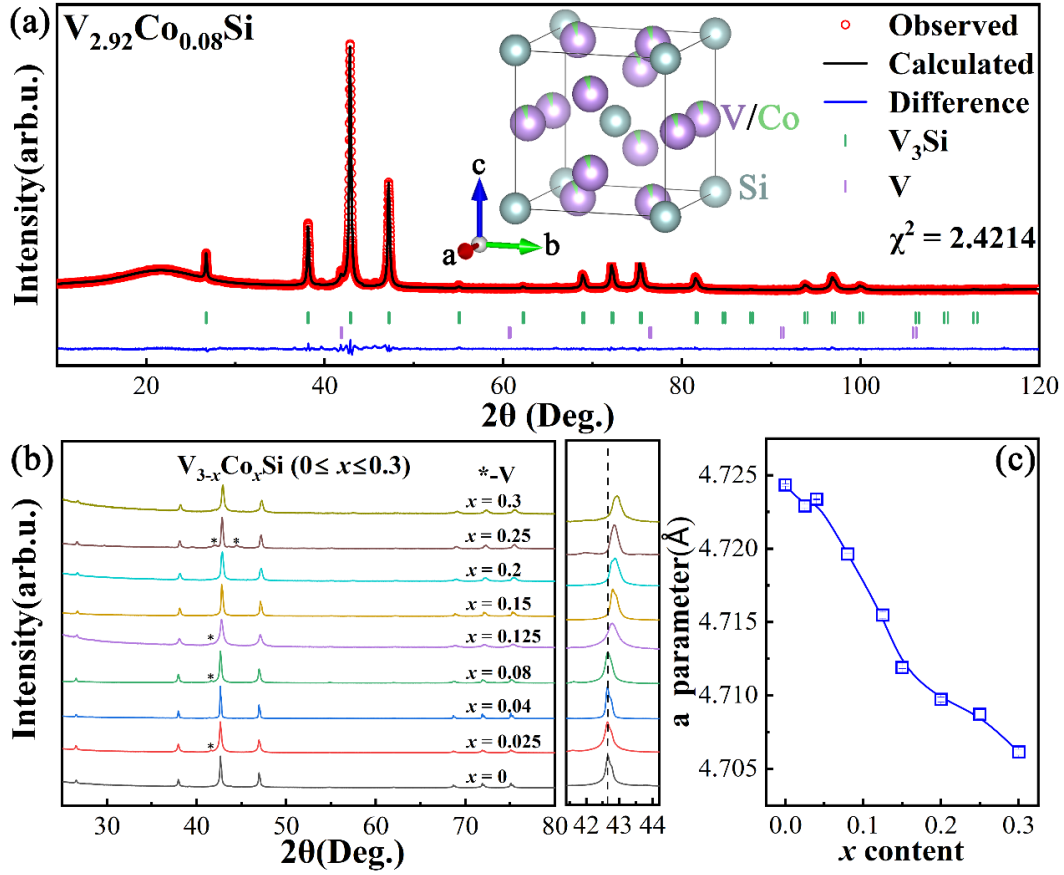 (a) V2.92Co0.08Si
Observed
Calculated
Difference
V3Si
V
χ² = 2.4214
V/Co
Si
c
a
b
Intensity(arb.u.)
20 40 60 80 100 120
2θ (Deg.)
(b) V3-xCoxSi (0≤ x≤0.3) *-V
x = 0.3
* * x = 0.25
x = 0.2
x = 0.15
* x = 0.125
* x = 0.08
x = 0.04
* x = 0.025
x = 0
Intensity(arb.u.)
30 40 50 60 70 80
2θ(Deg.)
42 43 44
(c)
a parameter(Å)
4.725
4.720
4.715
4.710
4.705
0.0 0.1 0.2 0.3
x content